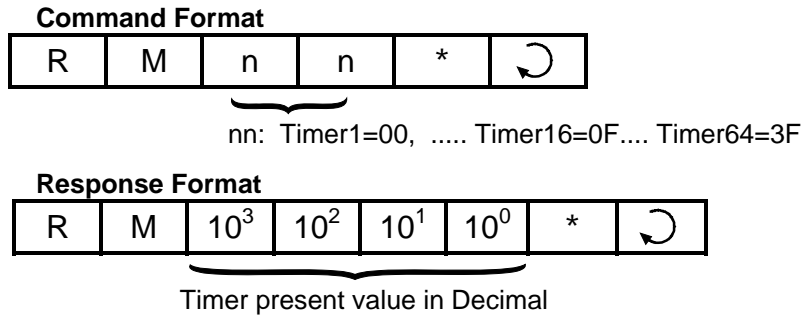 Command Format
R M n n * ↻
nn: Timer1=00, ..... Timer16=0F.... Timer64=3F
Response Format
R M 10³ 10² 10¹ 10⁰ * ↻
Timer present value in Decimal